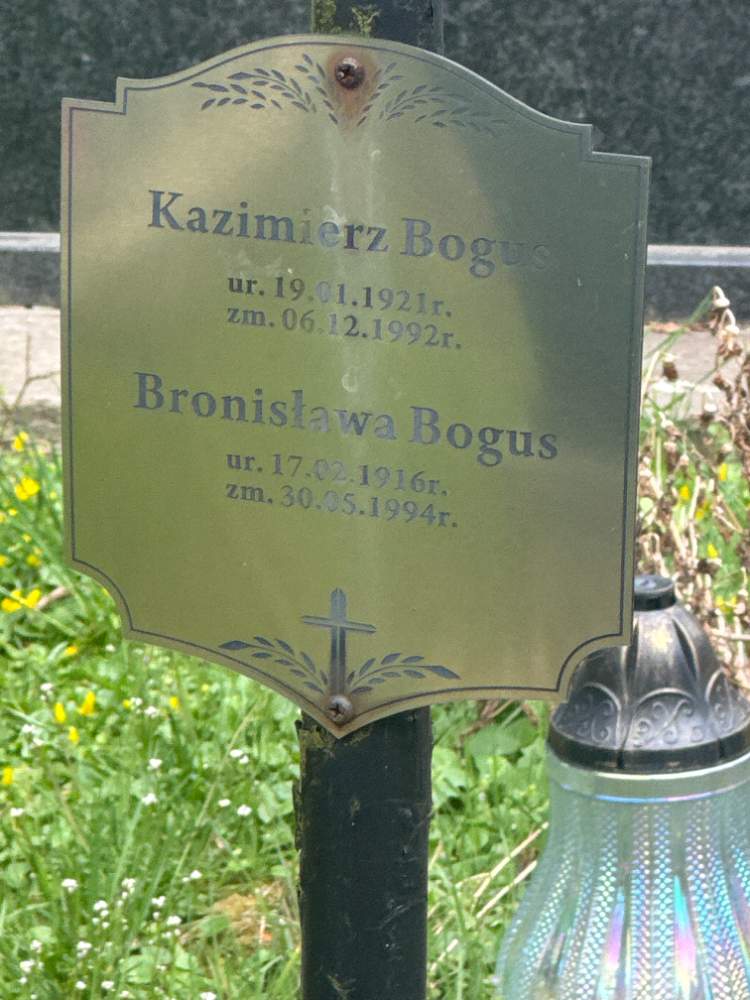 Kazimierz Bogus
ur. 19.01.1921r.
zm. 06.12.1992r.
Bronisława Bogus
ur. 17.02.1916r.
zm. 30.05.1994r.